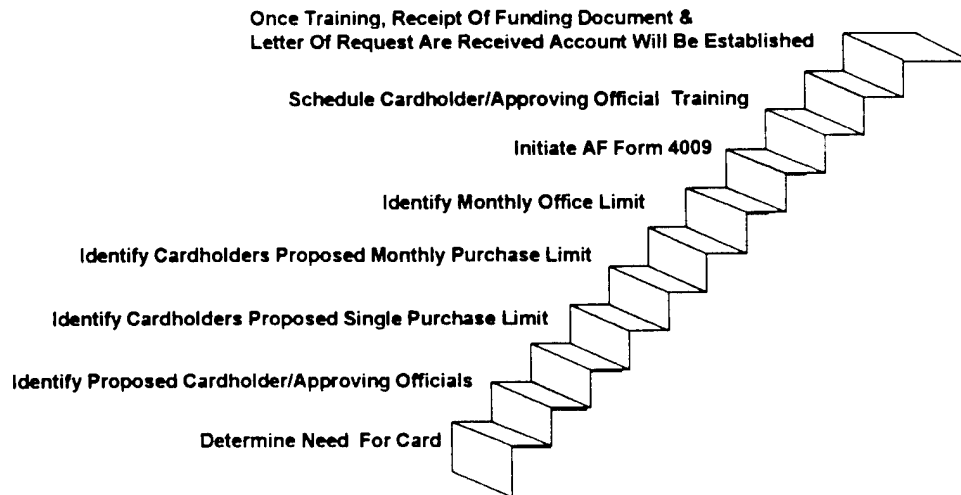 Once Training, Receipt Of Funding Document &
Letter Of Request Are Received Account Will Be Established
Schedule Cardholder/Approving Official Training
Initiate AF Form 4009
Identify Monthly Office Limit
Identify Cardholders Proposed Monthly Purchase Limit
Identify Cardholders Proposed Single Purchase Limit
Identify Proposed Cardholder/Approving Officials
Determine Need For Card